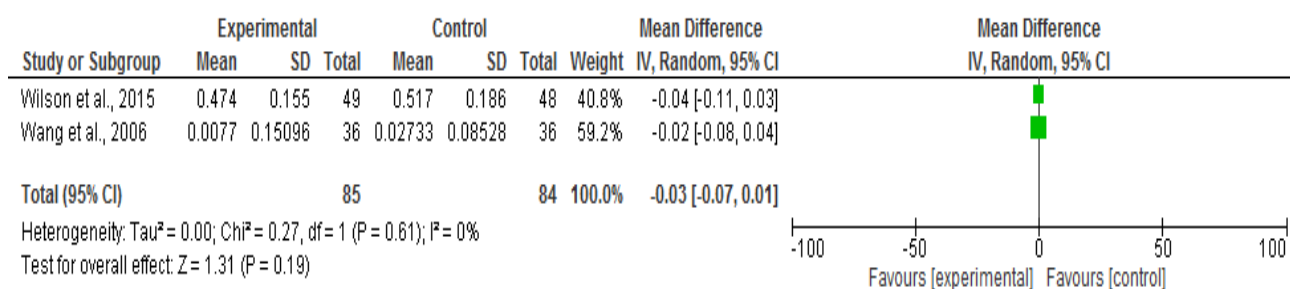 Experimental Control Mean Difference Mean Difference
Study or Subgroup Mean SD Total Mean SD Total Weight IV, Random, 95% CI IV, Random, 95% CI
Wilson et al., 2015 0.474 0.155 49 0.517 0.186 48 40.8% -0.04 [-0.11, 0.03]
Wang et al., 2006 0.0077 0.15096 36 0.02733 0.08528 36 59.2% -0.02 [-0.08, 0.04]
Total (95% CI) 85 84 100.0% -0.03 [-0.07, 0.01]
Heterogeneity: Tau² = 0.00; Chi² = 0.27, df = 1 (P = 0.61); I² = 0%
Test for overall effect: Z = 1.31 (P = 0.19)
-100 -50 0 50 100
Favours [experimental] Favours [control]